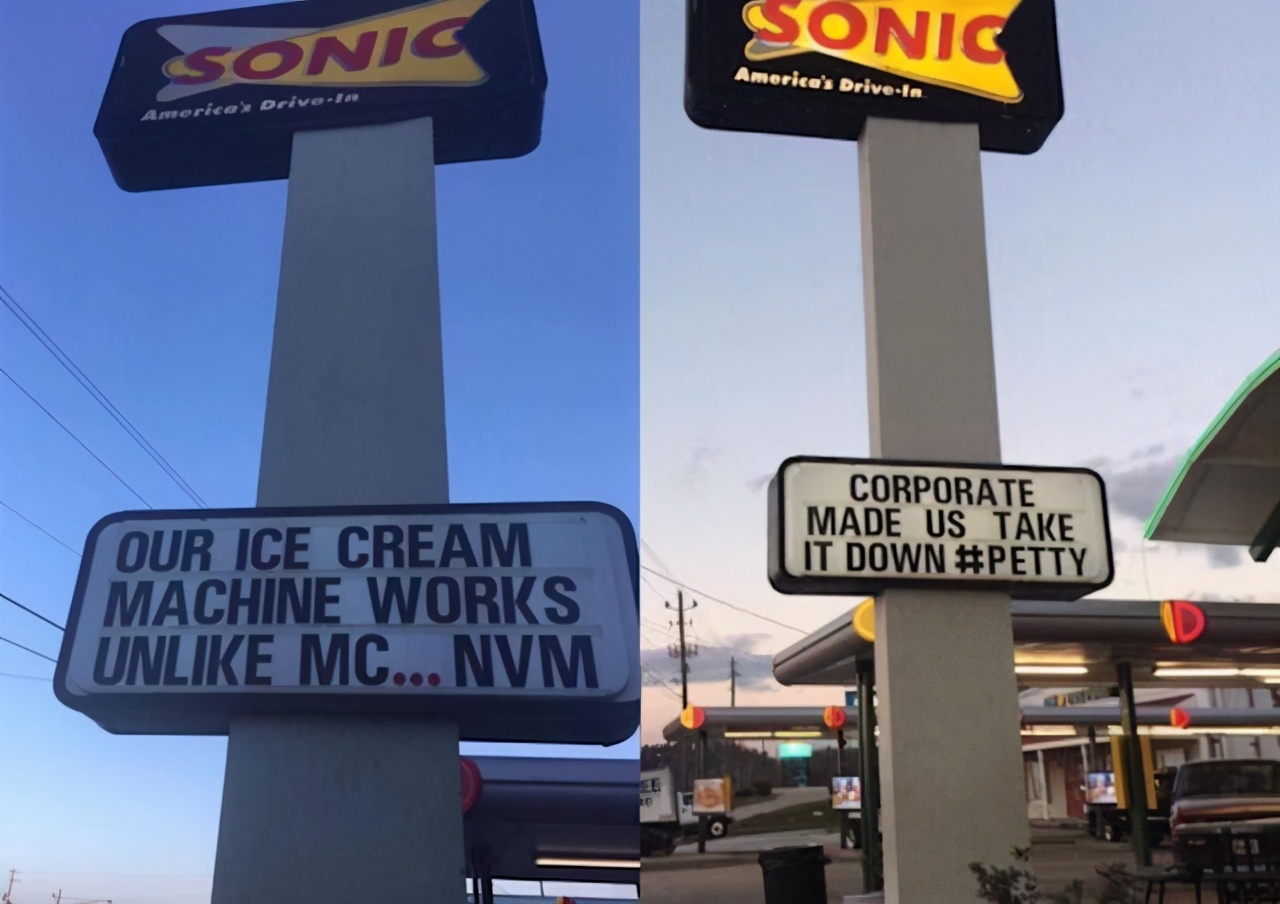 SONIC
America's Drive-In
OUR ICE CREAM
MACHINE WORKS
UNLIKE MC... NVM
SONIC
America's Drive-In
CORPORATE
MADE US TAKE
IT DOWN #PETTY